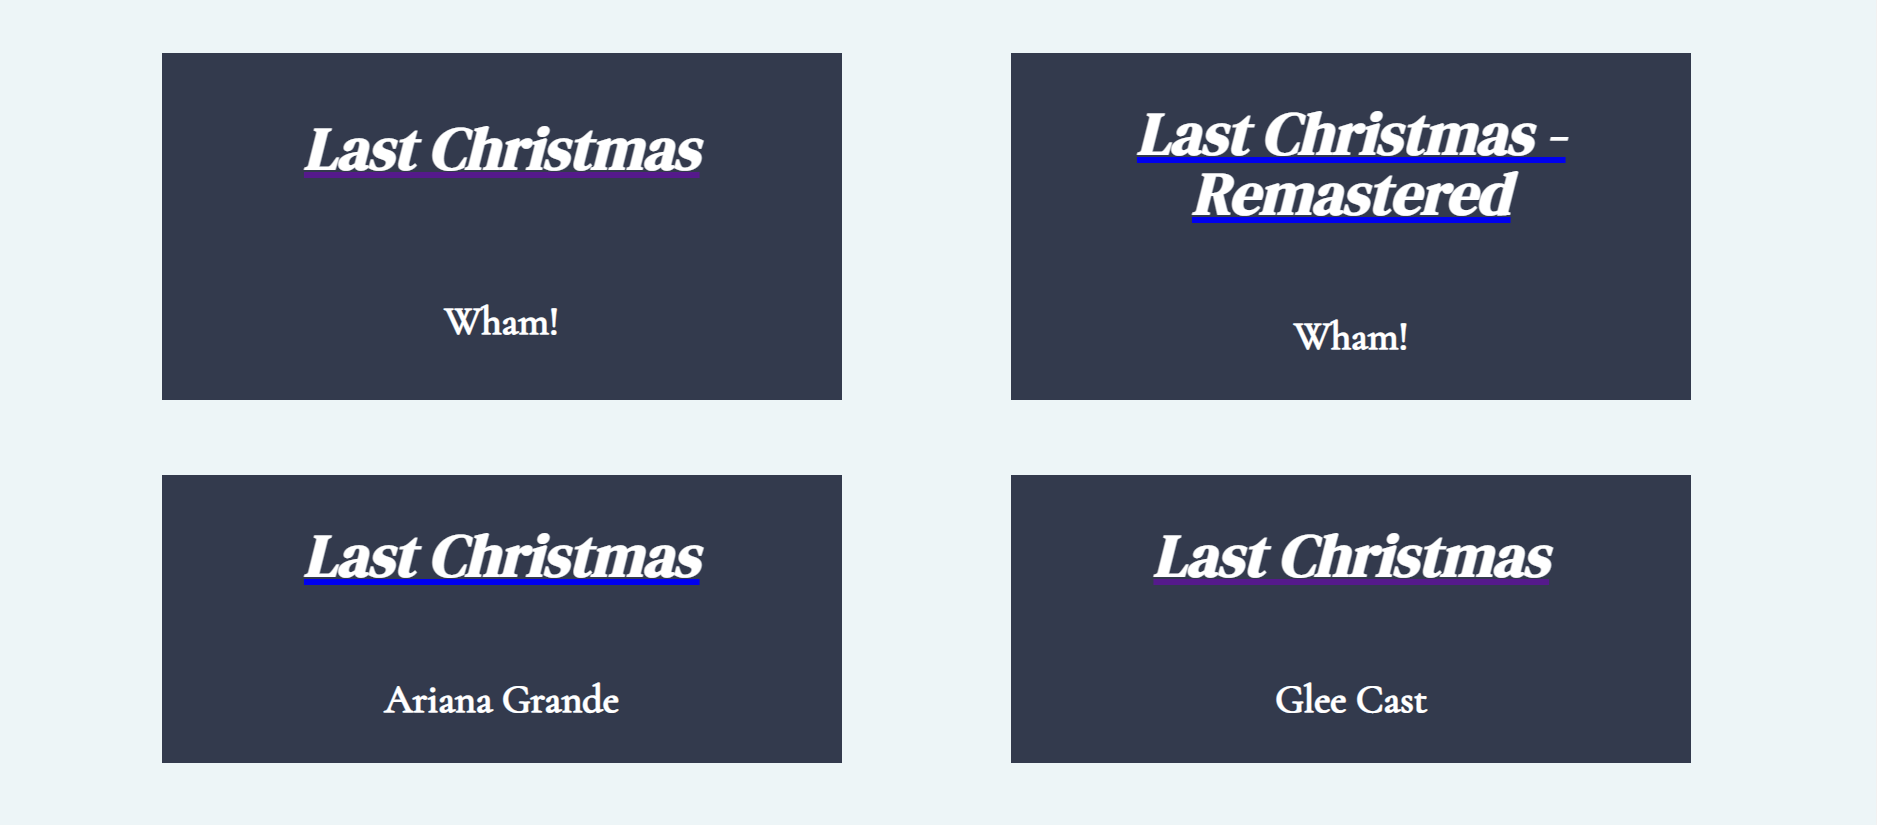 Last Christmas
Wham!
Last Christmas -
Remastered
Wham!
Last Christmas
Ariana Grande
Last Christmas
Glee Cast